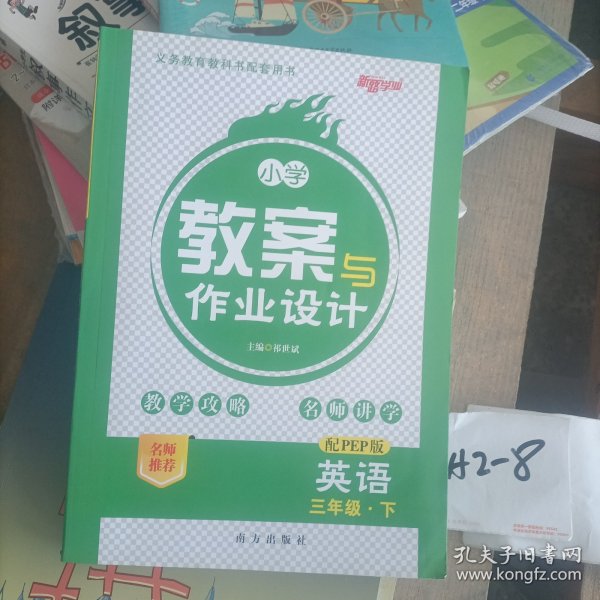 义务教育教科书配套用书
新路学业
小学
教案与
作业设计
主编 祁世斌
教学攻略
名师讲学
名师
推荐
配PEP版
英语
三年级·下
南方出版社
A2-8
孔夫子旧书网
www.kongfz.com